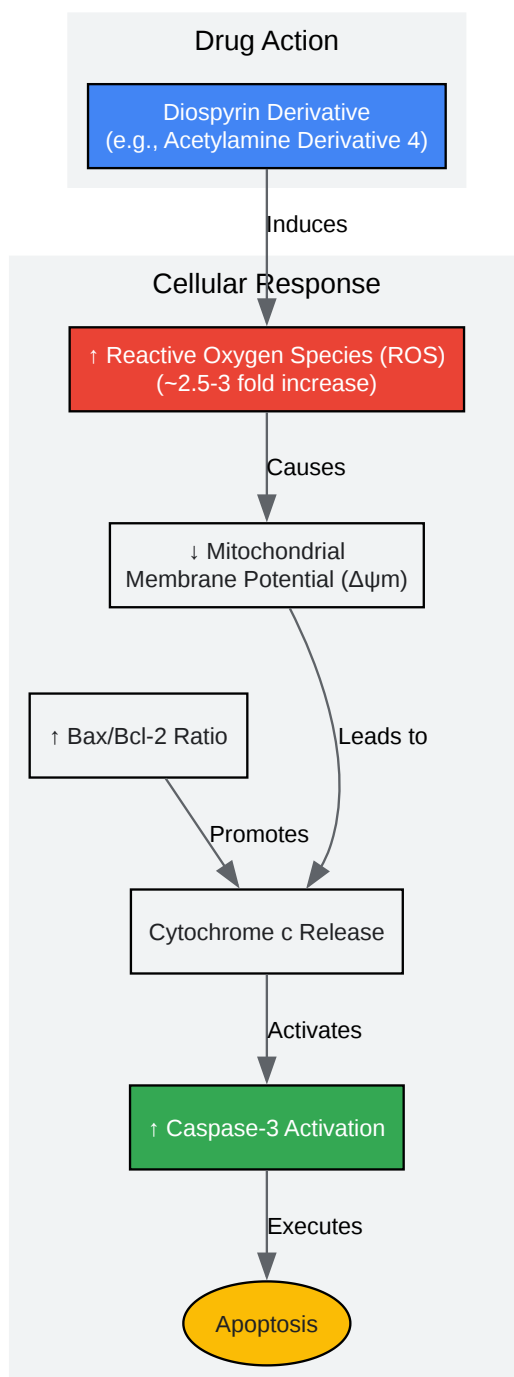 Drug Action
Diospyrin Derivative
(e.g., Acetylamine Derivative 4)
Induces
Cellular Response
↑ Reactive Oxygen Species (ROS)
(~2.5-3 fold increase)
Causes
↓ Mitochondrial
Membrane Potential (Δψm)
↑ Bax/Bcl-2 Ratio
Leads to
Promotes
Cytochrome c Release
Activates
↑ Caspase-3 Activation
Executes
Apoptosis